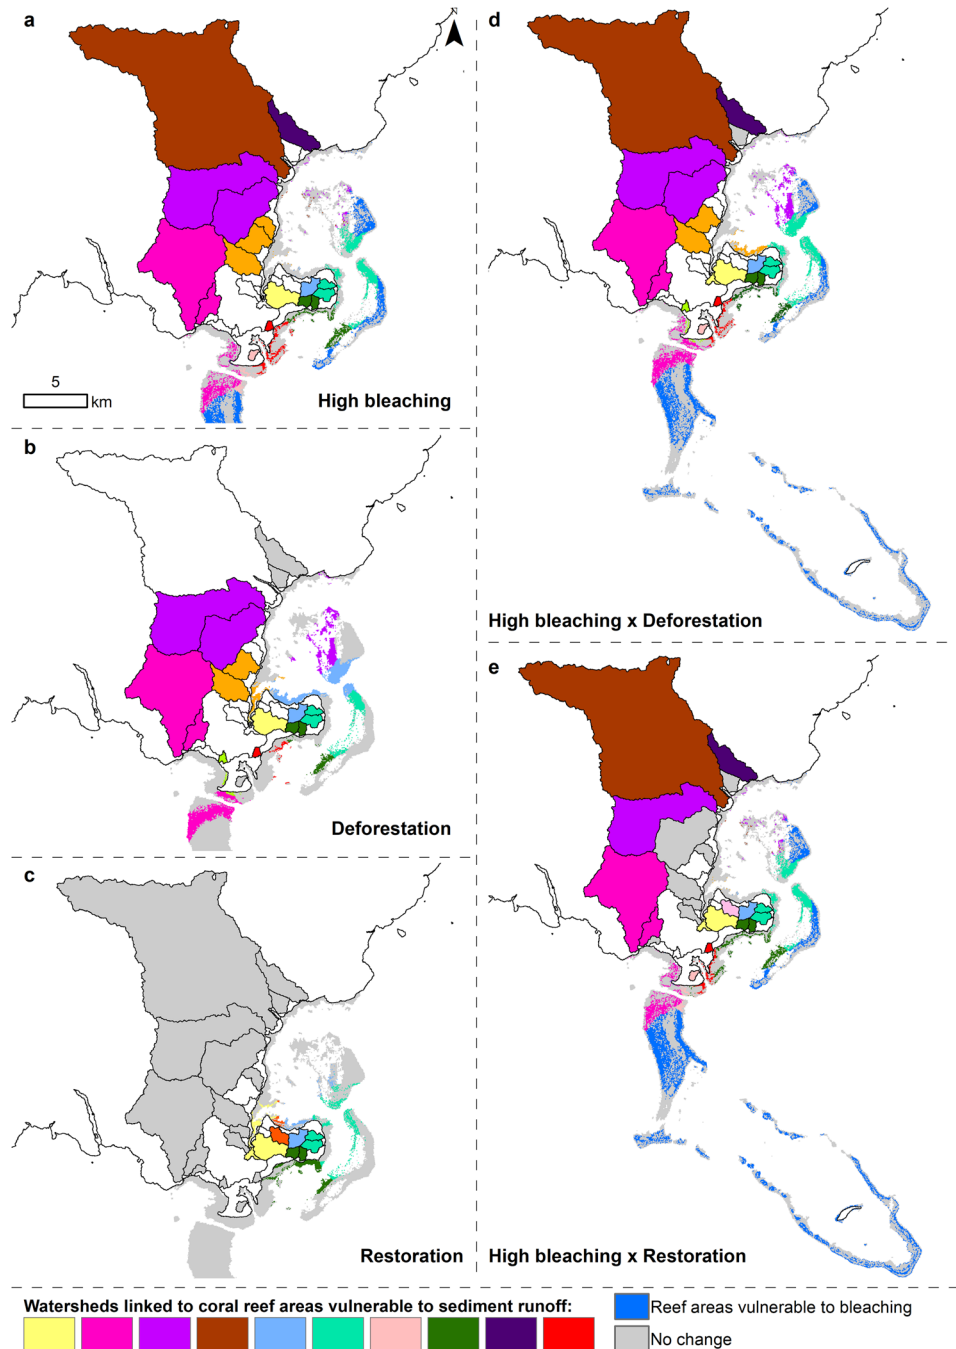 a
N
d
5
km
High bleaching
b
Deforestation
High bleaching x Deforestation
e
c
Restoration
High bleaching x Restoration
Watersheds linked to coral reef areas vulnerable to sediment runoff:
Reef areas vulnerable to bleaching
No change